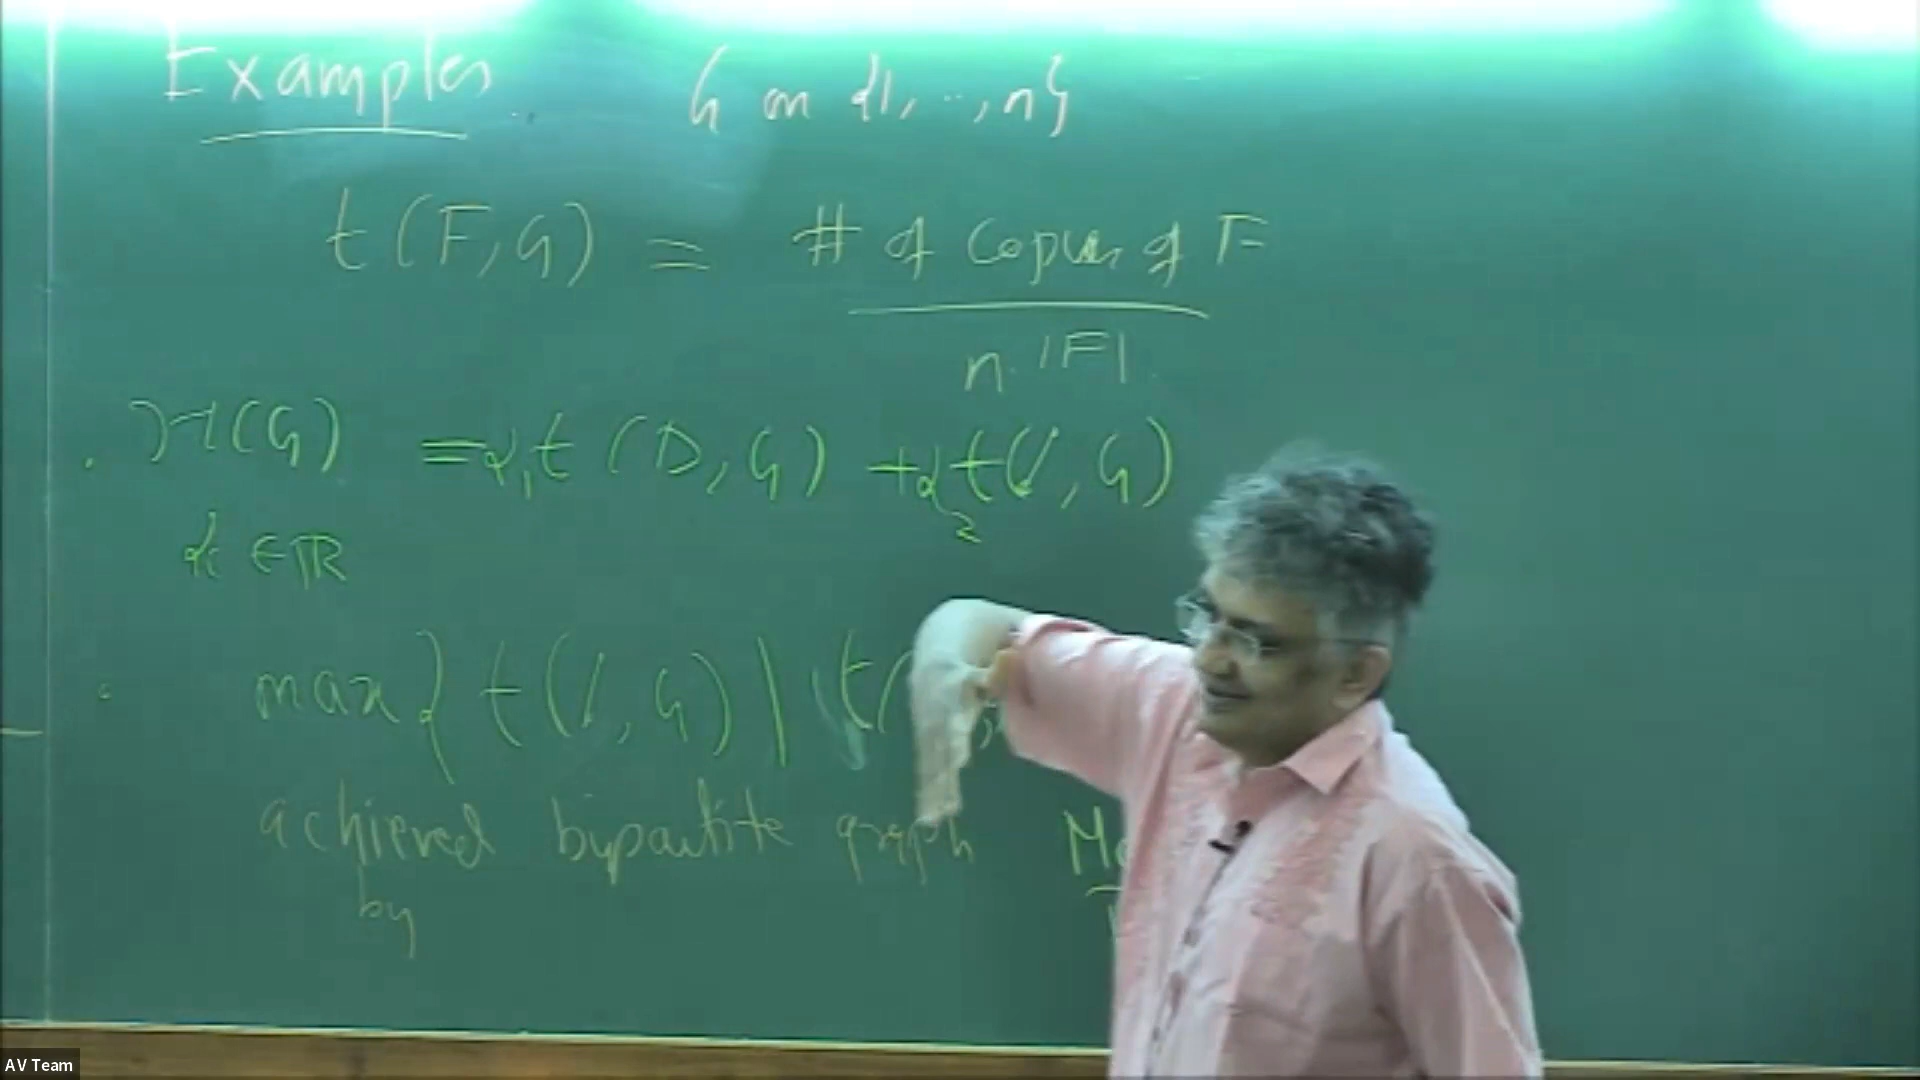 Examples. G on {1, .., n}
t(F, G) = # of copies of F
n |F|
. H(G) = α₁t(▷, G) + α₂t(/, G)
αi ∈ ℝ
. max { t(/, G) | t(
achieved bipartite graph
by
AV Team